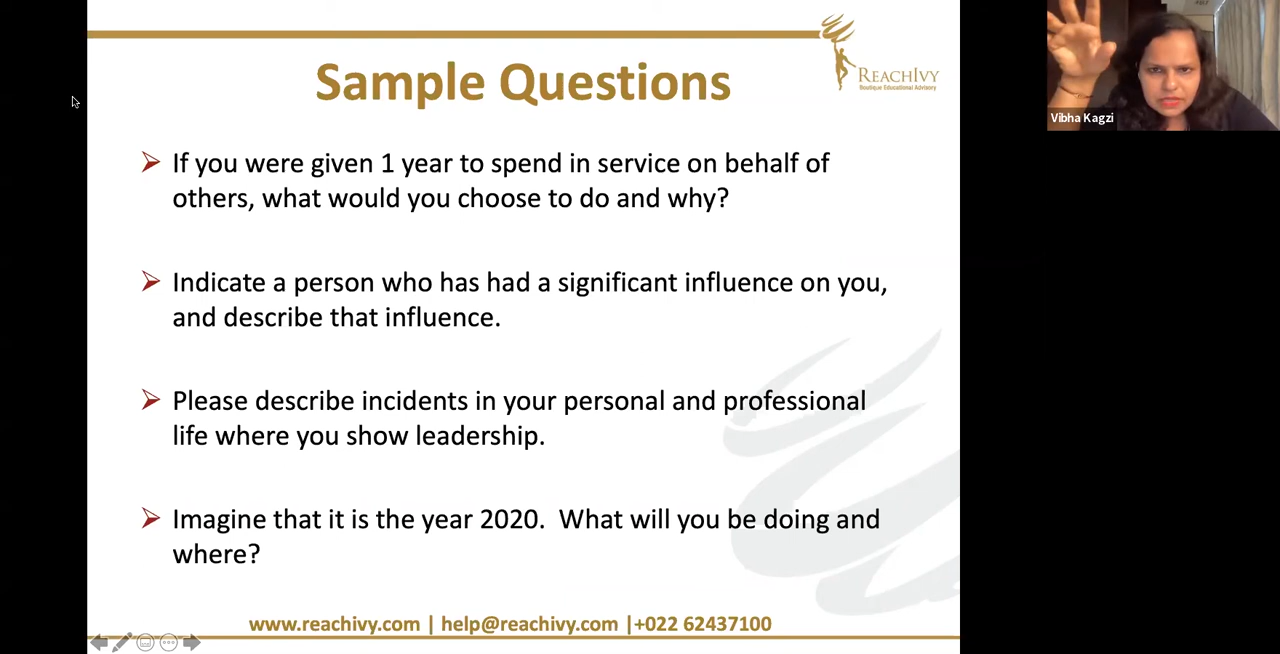 Sample Questions
REACHIVY
Boutique Educational Advisory
Vibha Kagzi
➢ If you were given 1 year to spend in service on behalf of
others, what would you choose to do and why?
➢ Indicate a person who has had a significant influence on you,
and describe that influence.
➢ Please describe incidents in your personal and professional
life where you show leadership.
➢ Imagine that it is the year 2020.  What will you be doing and
where?
www.reachivy.com | help@reachivy.com |+022 62437100